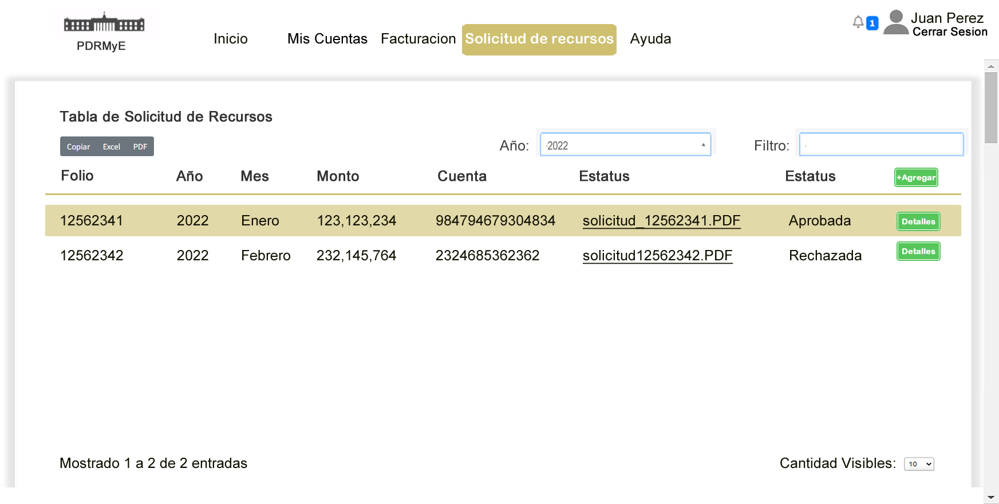 PDRMyE
Inicio Mis Cuentas Facturacion Solicitud de recursos Ayuda
1
Juan Perez
Cerrar Sesion
Tabla de Solicitud de Recursos
Copiar Excel PDF
Año: 2022
Filtro:
Folio Año Mes Monto Cuenta Estatus Estatus +Agregar
12562341 2022 Enero 123,123,234 984794679304834 solicitud_12562341.PDF Aprobada Detalles
12562342 2022 Febrero 232,145,764 2324685362362 solicitud12562342.PDF Rechazada Detalles
Mostrado 1 a 2 de 2 entradas
Cantidad Visibles: 10